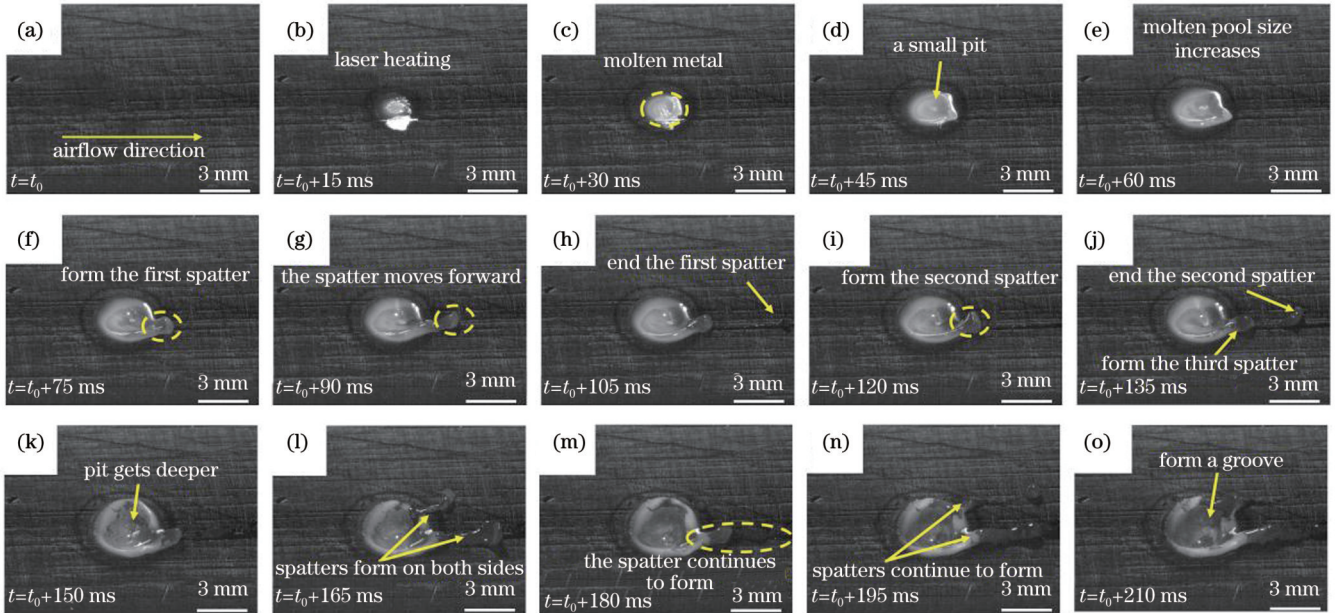 (a)
airflow direction
t=t₀
3 mm
(b)
laser heating
t=t₀+15 ms
3 mm
(c)
molten metal
t=t₀+30 ms
3 mm
(d)
a small pit
t=t₀+45 ms
3 mm
(e)
molten pool size
increases
t=t₀+60 ms
3 mm
(f)
form the first spatter
t=t₀+75 ms
3 mm
(g)
the spatter moves forward
t=t₀+90 ms
3 mm
(h)
end the first spatter
t=t₀+105 ms
3 mm
(i)
form the second spatter
t=t₀+120 ms
3 mm
(j)
end the second spatter
form the third spatter
t=t₀+135 ms
3 mm
(k)
pit gets deeper
t=t₀+150 ms
3 mm
(l)
spatters form on both sides
t=t₀+165 ms
3 mm
(m)
the spatter continues
to form
t=t₀+180 ms
3 mm
(n)
spatters continue to form
t=t₀+195 ms
3 mm
(o)
form a groove
t=t₀+210 ms
3 mm